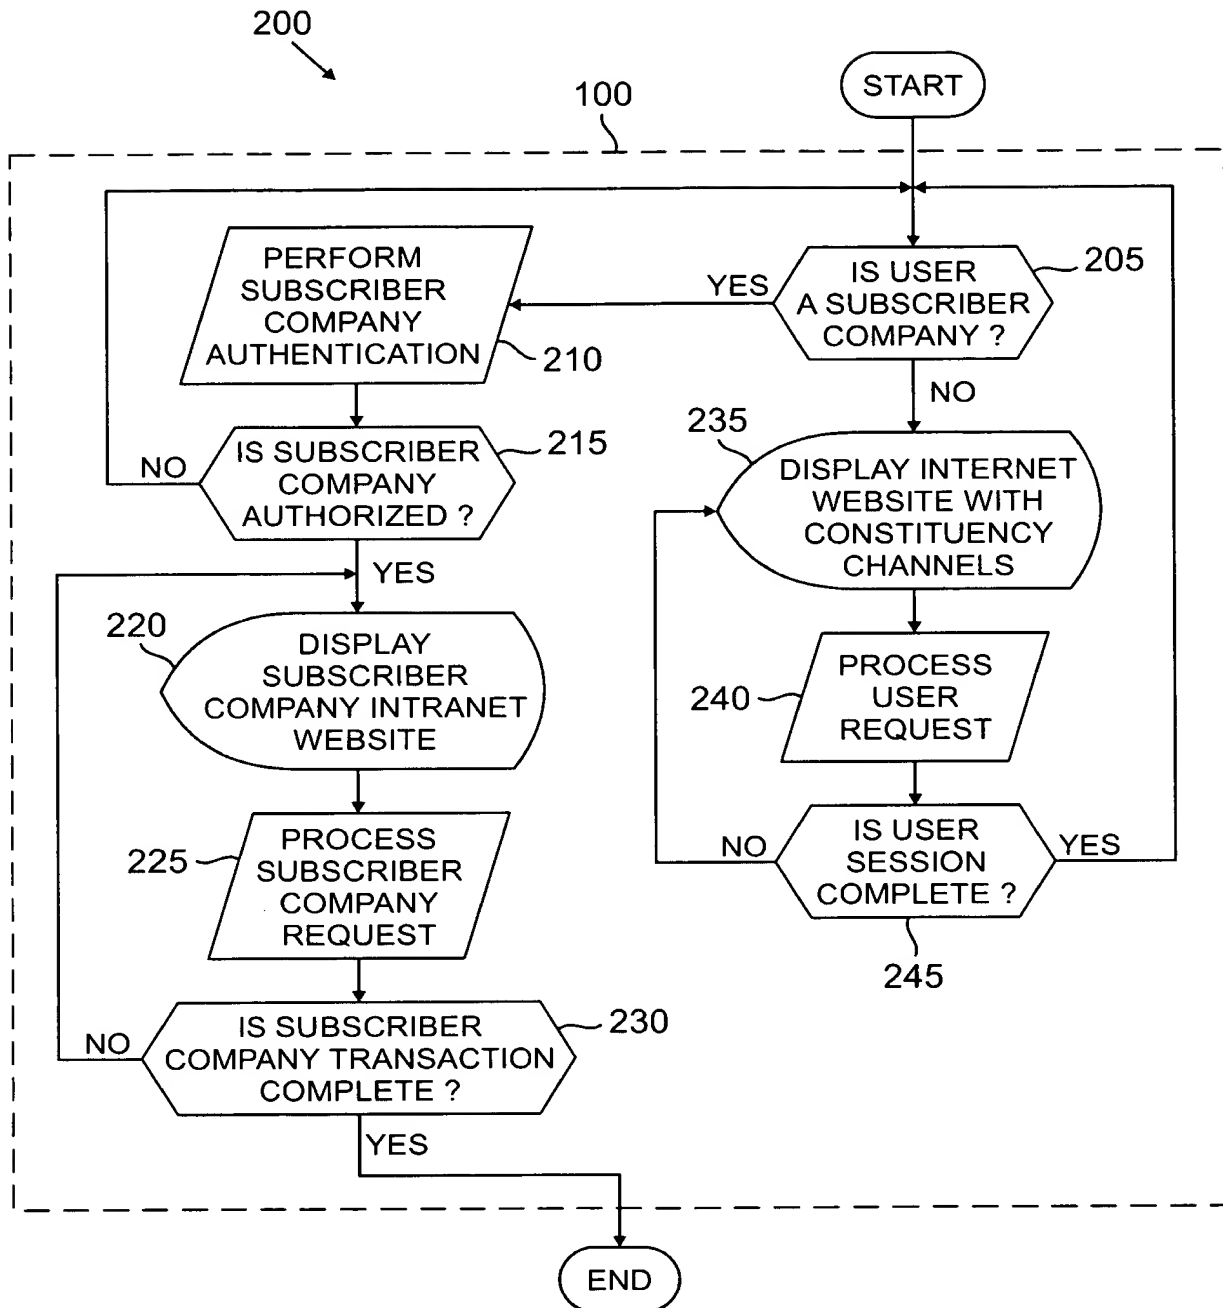 200
START
100
PERFORM
SUBSCRIBER
COMPANY
AUTHENTICATION
210
YES
IS USER
A SUBSCRIBER
COMPANY ?
205
NO
IS SUBSCRIBER
COMPANY
AUTHORIZED ?
215
NO
YES
235
DISPLAY INTERNET
WEBSITE WITH
CONSTITUENCY
CHANNELS
220
DISPLAY
SUBSCRIBER
COMPANY INTRANET
WEBSITE
240
PROCESS
USER
REQUEST
225
PROCESS
SUBSCRIBER
COMPANY
REQUEST
NO
IS USER
SESSION
COMPLETE ?
YES
245
NO
IS SUBSCRIBER
COMPANY TRANSACTION
COMPLETE ?
230
YES
END